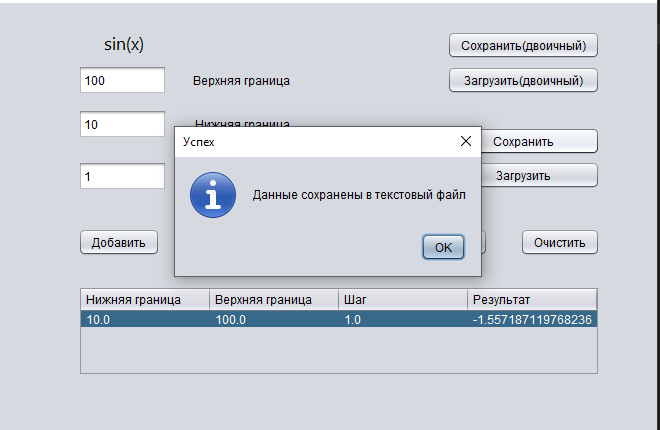 sin(x)
Сохранить(двоичный)
100
Верхняя граница
Загрузить(двоичный)
10
Нижняя граница
Успех
Сохранить
1
Данные сохранены в текстовый файл
Загрузить
OK
Добавить
Очистить
Нижняя граница Верхняя граница Шаг Результат
10.0 100.0 1.0 -1.557187119768236